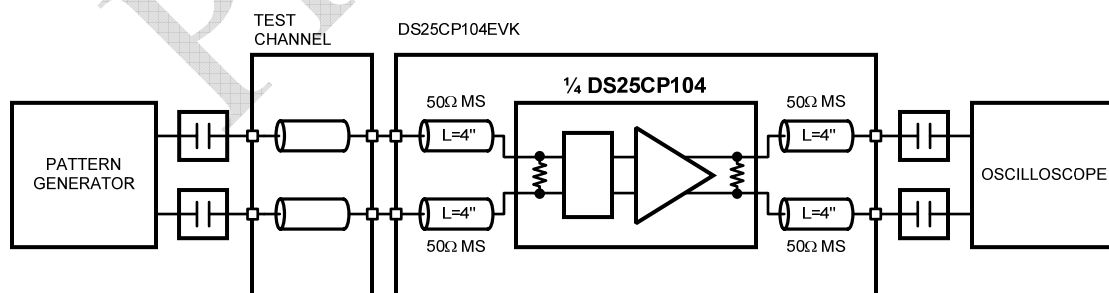 TEST
CHANNEL
DS25CP104EVK
¼ DS25CP104
50Ω MS
50Ω MS
L=4"
L=4"
PATTERN
GENERATOR
OSCILLOSCOPE
L=4"
L=4"
50Ω MS
50Ω MS